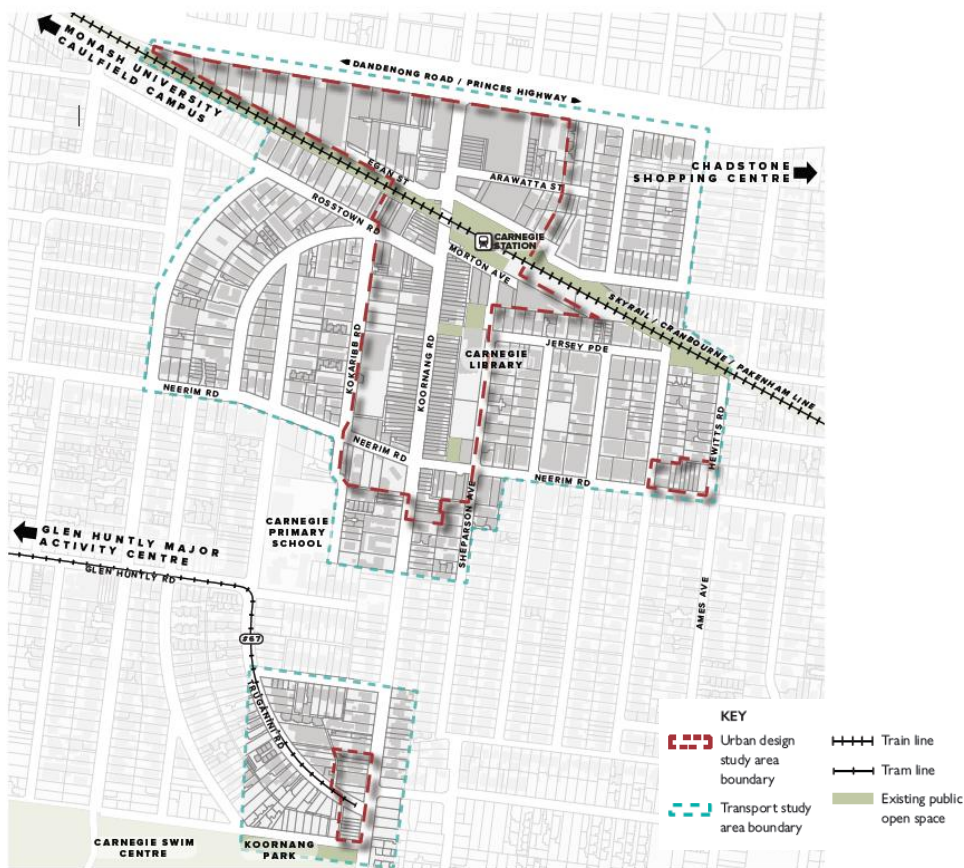 MONASH UNIVERSITY
CAULFIELD CAMPUS
DANDENONG ROAD / PRINCES HIGHWAY
CHADSTONE
SHOPPING CENTRE
EGAN ST
ARAWATTA ST
ROSSTOWN RD
CARNEGIE
STATION
MORTON AVE
SKYRAIL / CRANBOURNE / PAKENHAM LINE
KOKARIBB RD
KOORNANG RD
CARNEGIE
LIBRARY
JERSEY PDE
NEERIM RD
NEERIM RD
NEERIM RD
HEWITTS RD
SHEPARSON AVE
CARNEGIE
PRIMARY
SCHOOL
GLEN HUNTLY MAJOR
ACTIVITY CENTRE
GLEN HUNTLY RD
AMES AVE
#67
TRUGANINI RD
CARNEGIE SWIM
CENTRE
KOORNANG
PARK
KEY
Urban design
study area
boundary
Transport study
area boundary
Train line
Tram line
Existing public
open space